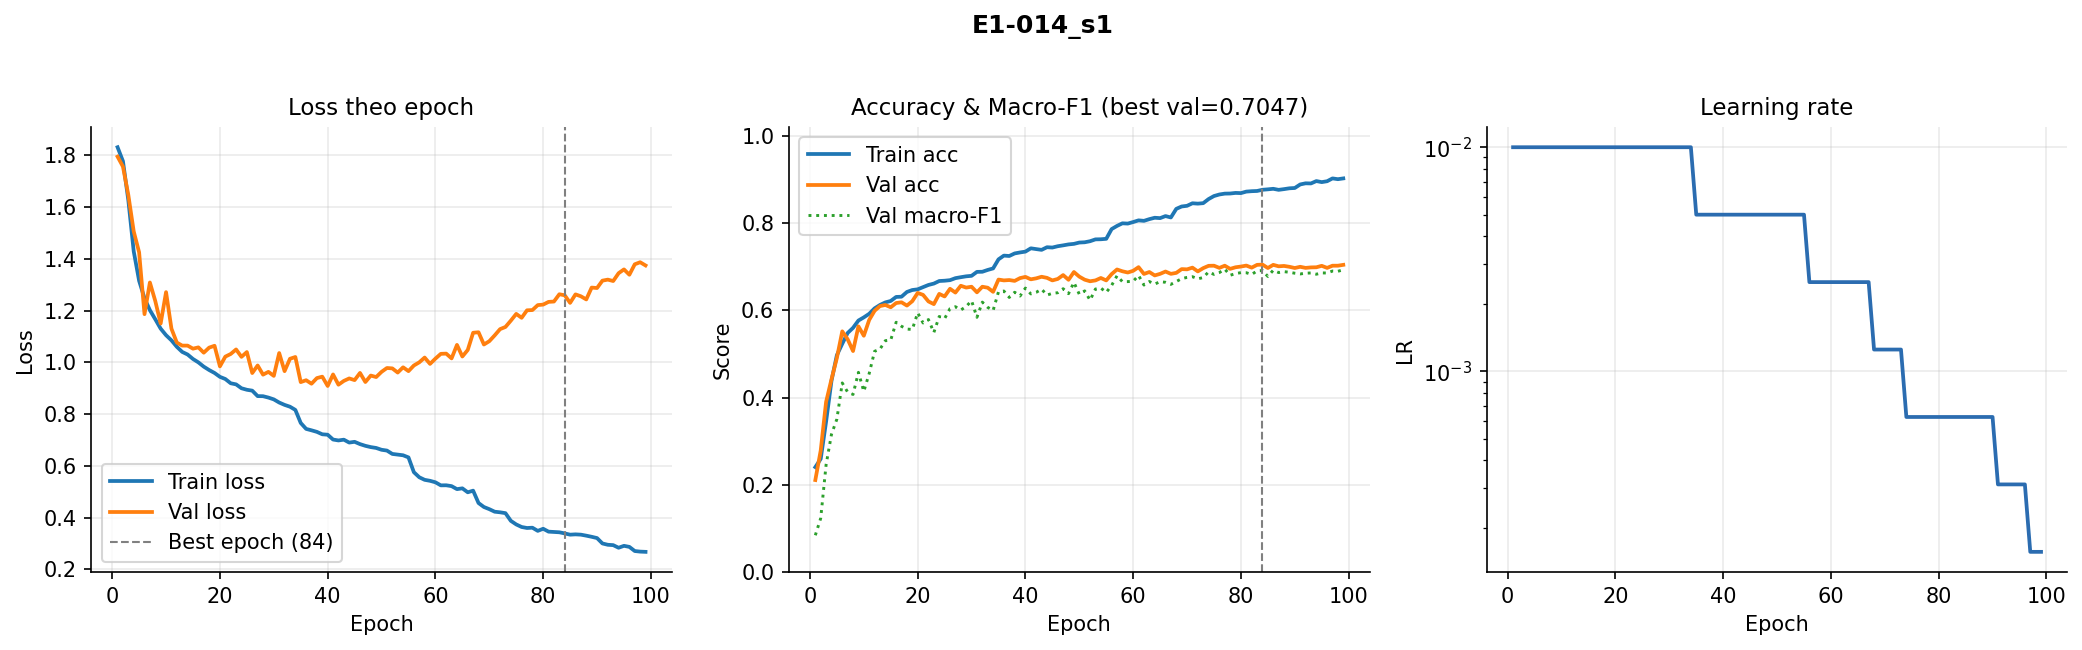 E1-014_s1
Loss theo epoch
Loss
1.8
1.6
1.4
1.2
1.0
0.8
0.6
0.4
0.2
Train loss
Val loss
Best epoch (84)
0 20 40 60 80 100
Epoch
Accuracy & Macro-F1 (best val=0.7047)
Score
1.0
0.8
0.6
0.4
0.2
0.0
Train acc
Val acc
Val macro-F1
0 20 40 60 80 100
Epoch
Learning rate
LR
10⁻²
10⁻³
0 20 40 60 80 100
Epoch